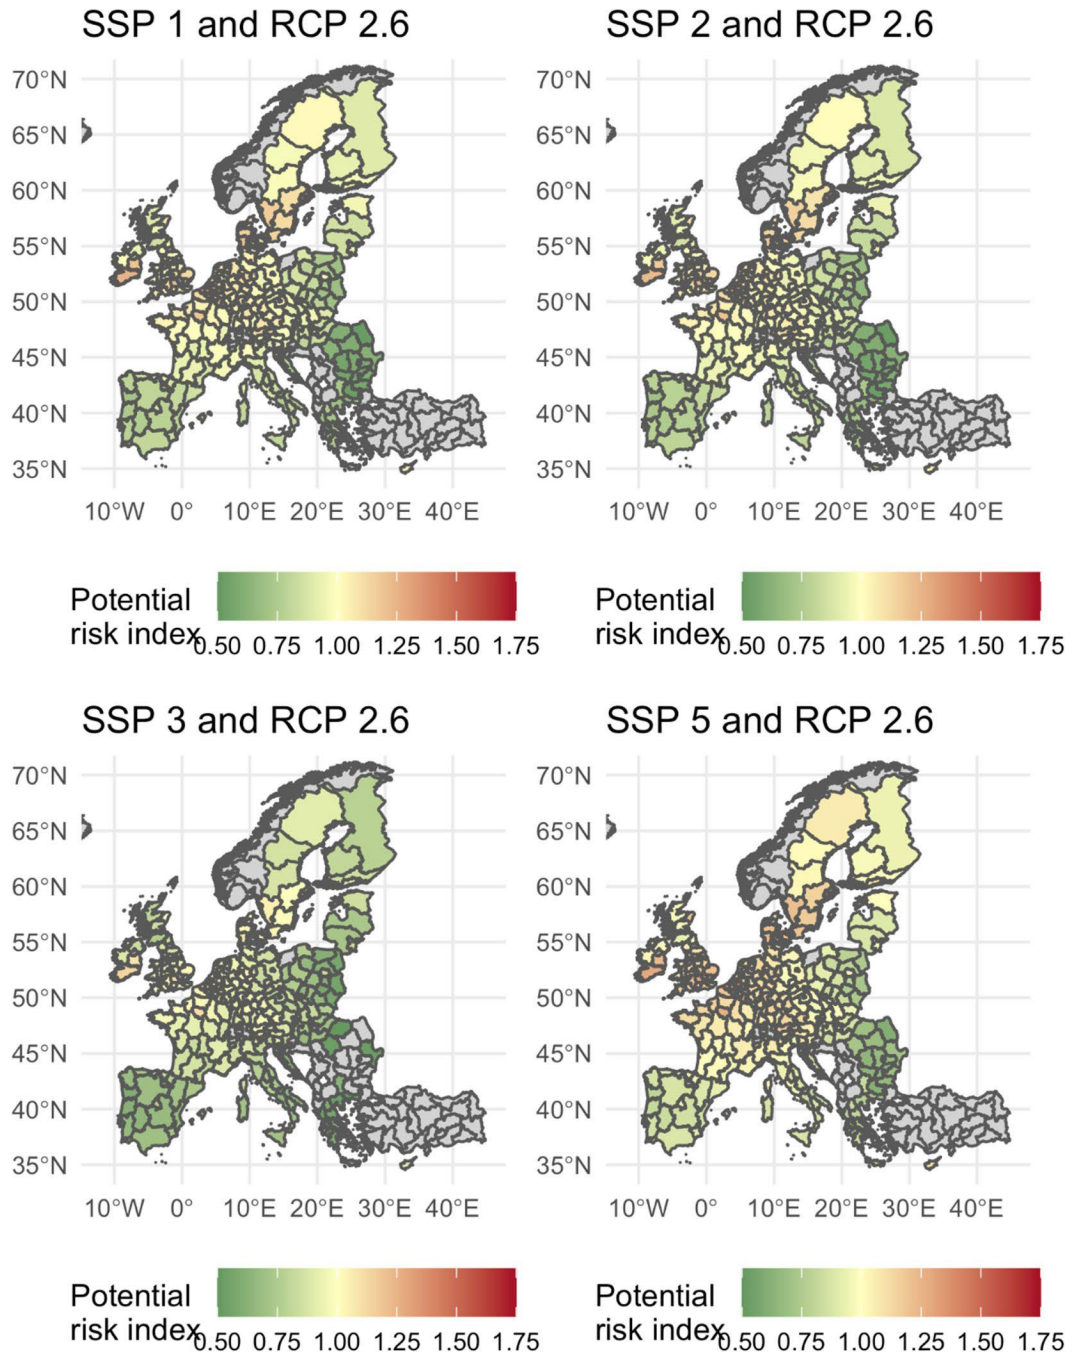 SSP 1 and RCP 2.6
SSP 2 and RCP 2.6
70°N
65°N
60°N
55°N
50°N
45°N
40°N
35°N
10°W 0° 10°E 20°E 30°E 40°E
70°N
65°N
60°N
55°N
50°N
45°N
40°N
35°N
10°W 0° 10°E 20°E 30°E 40°E
Potential
risk index
0.50 0.75 1.00 1.25 1.50 1.75
Potential
risk index
0.50 0.75 1.00 1.25 1.50 1.75
SSP 3 and RCP 2.6
SSP 5 and RCP 2.6
70°N
65°N
60°N
55°N
50°N
45°N
40°N
35°N
10°W 0° 10°E 20°E 30°E 40°E
70°N
65°N
60°N
55°N
50°N
45°N
40°N
35°N
10°W 0° 10°E 20°E 30°E 40°E
Potential
risk index
0.50 0.75 1.00 1.25 1.50 1.75
Potential
risk index
0.50 0.75 1.00 1.25 1.50 1.75